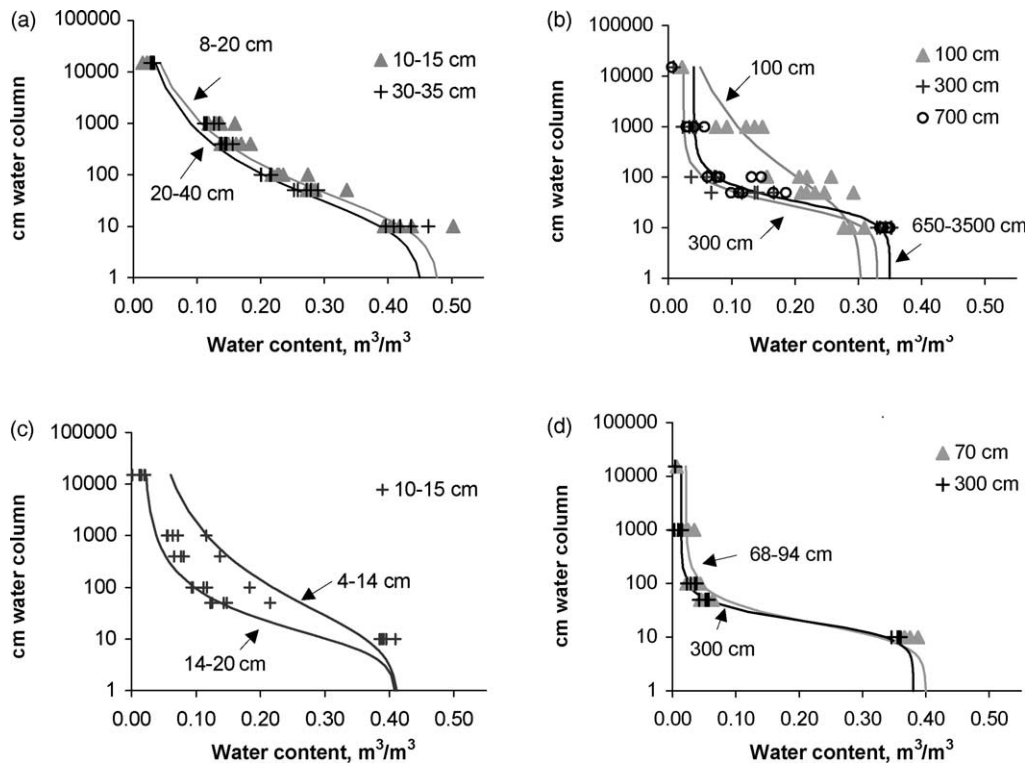 (a)
100000
10000
1000
100
10
1
cm water column
8-20 cm
20-40 cm
10-15 cm
30-35 cm
0.00 0.10 0.20 0.30 0.40 0.50
Water content, m³/m³
(b)
100000
10000
1000
100
10
1
cm water column
100 cm
300 cm
650-3500cm
100 cm
300 cm
700 cm
0.00 0.10 0.20 0.30 0.40 0.50
Water content, m³/m³
(c)
100000
10000
1000
100
10
1
cm water column
10-15 cm
4-14 cm
14-20 cm
0.00 0.10 0.20 0.30 0.40 0.50
Water content, m³/m³
(d)
100000
10000
1000
100
10
1
cm water column
70 cm
300 cm
68-94 cm
300 cm
0.00 0.10 0.20 0.30 0.40 0.50
Water content, m³/m³